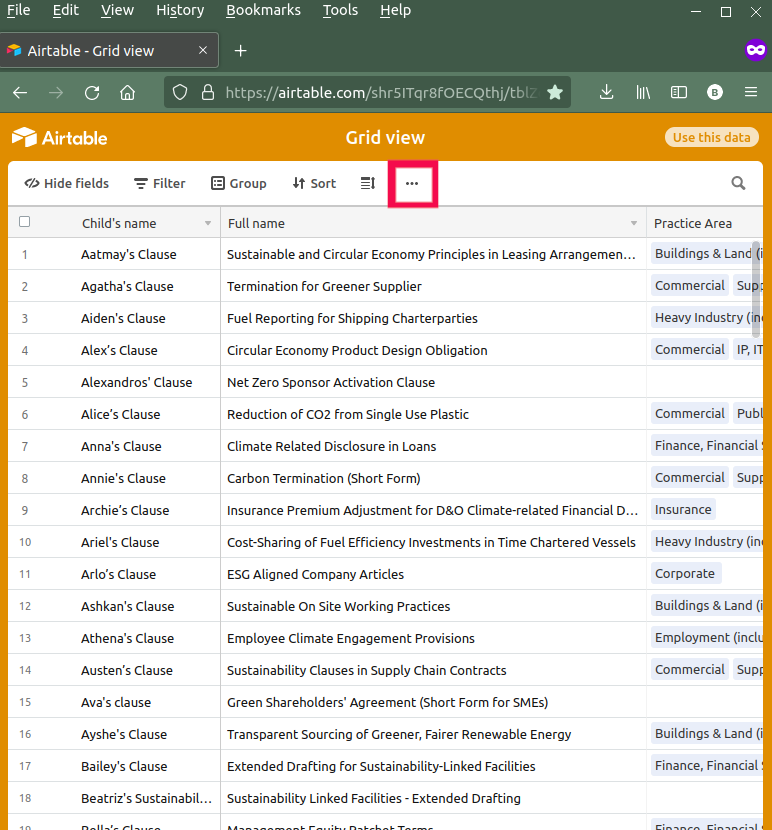 File Edit View History Bookmarks Tools Help
Airtable - Grid view
https://airtable.com/shr5ITqr8fOECQthj/tblZ
B
Airtable Grid view Use this data
Hide fields Filter Group Sort
Child's name Full name Practice Area
1 Aatmay's Clause Sustainable and Circular Economy Principles in Leasing Arrangemen... Buildings & Land (i
2 Agatha's Clause Termination for Greener Supplier Commercial Supp
3 Aiden's Clause Fuel Reporting for Shipping Charterparties Heavy Industry (inc
4 Alex’s Clause Circular Economy Product Design Obligation Commercial IP, IT
5 Alexandros' Clause Net Zero Sponsor Activation Clause
6 Alice’s Clause Reduction of CO2 from Single Use Plastic Commercial Publ
7 Anna's Clause Climate Related Disclosure in Loans Finance, Financial S
8 Annie's Clause Carbon Termination (Short Form) Commercial Supp
9 Archie’s Clause Insurance Premium Adjustment for D&O Climate-related Financial D... Insurance
10 Ariel's Clause Cost-Sharing of Fuel Efficiency Investments in Time Chartered Vessels Heavy Industry (inc
11 Arlo’s Clause ESG Aligned Company Articles Corporate
12 Ashkan's Clause Sustainable On Site Working Practices Buildings & Land (i
13 Athena's Clause Employee Climate Engagement Provisions Employment (inclu
14 Austen’s Clause Sustainability Clauses in Supply Chain Contracts Commercial Supp
15 Ava's clause Green Shareholders' Agreement (Short Form for SMEs)
16 Ayshe's Clause Transparent Sourcing of Greener, Fairer Renewable Energy Buildings & Land (i
17 Bailey's Clause Extended Drafting for Sustainability-Linked Facilities Finance, Financial S
18 Beatriz's Sustainabil... Sustainability Linked Facilities - Extended Drafting
19 Bella’s Clause Management Equity Ratchet Terms Finance, Financial S